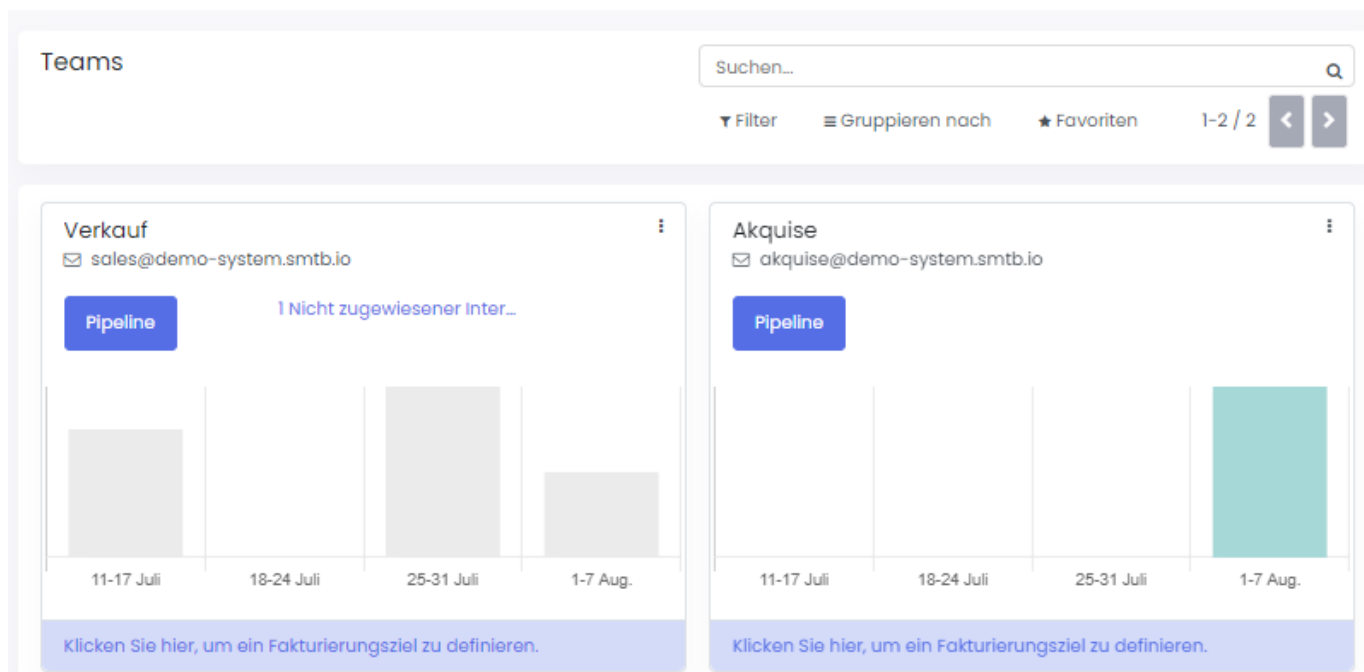 Teams
Suchen...
Filter
Gruppieren nach
Favoriten
1-2 / 2
Verkauf
sales@demo-system.smtb.io
Pipeline
1 Nicht zugewiesener Inter...
11-17 Juli
18-24 Juli
25-31 Juli
1-7 Aug.
Klicken Sie hier, um ein Fakturierungsziel zu definieren.
Akquise
akquise@demo-system.smtb.io
Pipeline
11-17 Juli
18-24 Juli
25-31 Juli
1-7 Aug.
Klicken Sie hier, um ein Fakturierungsziel zu definieren.